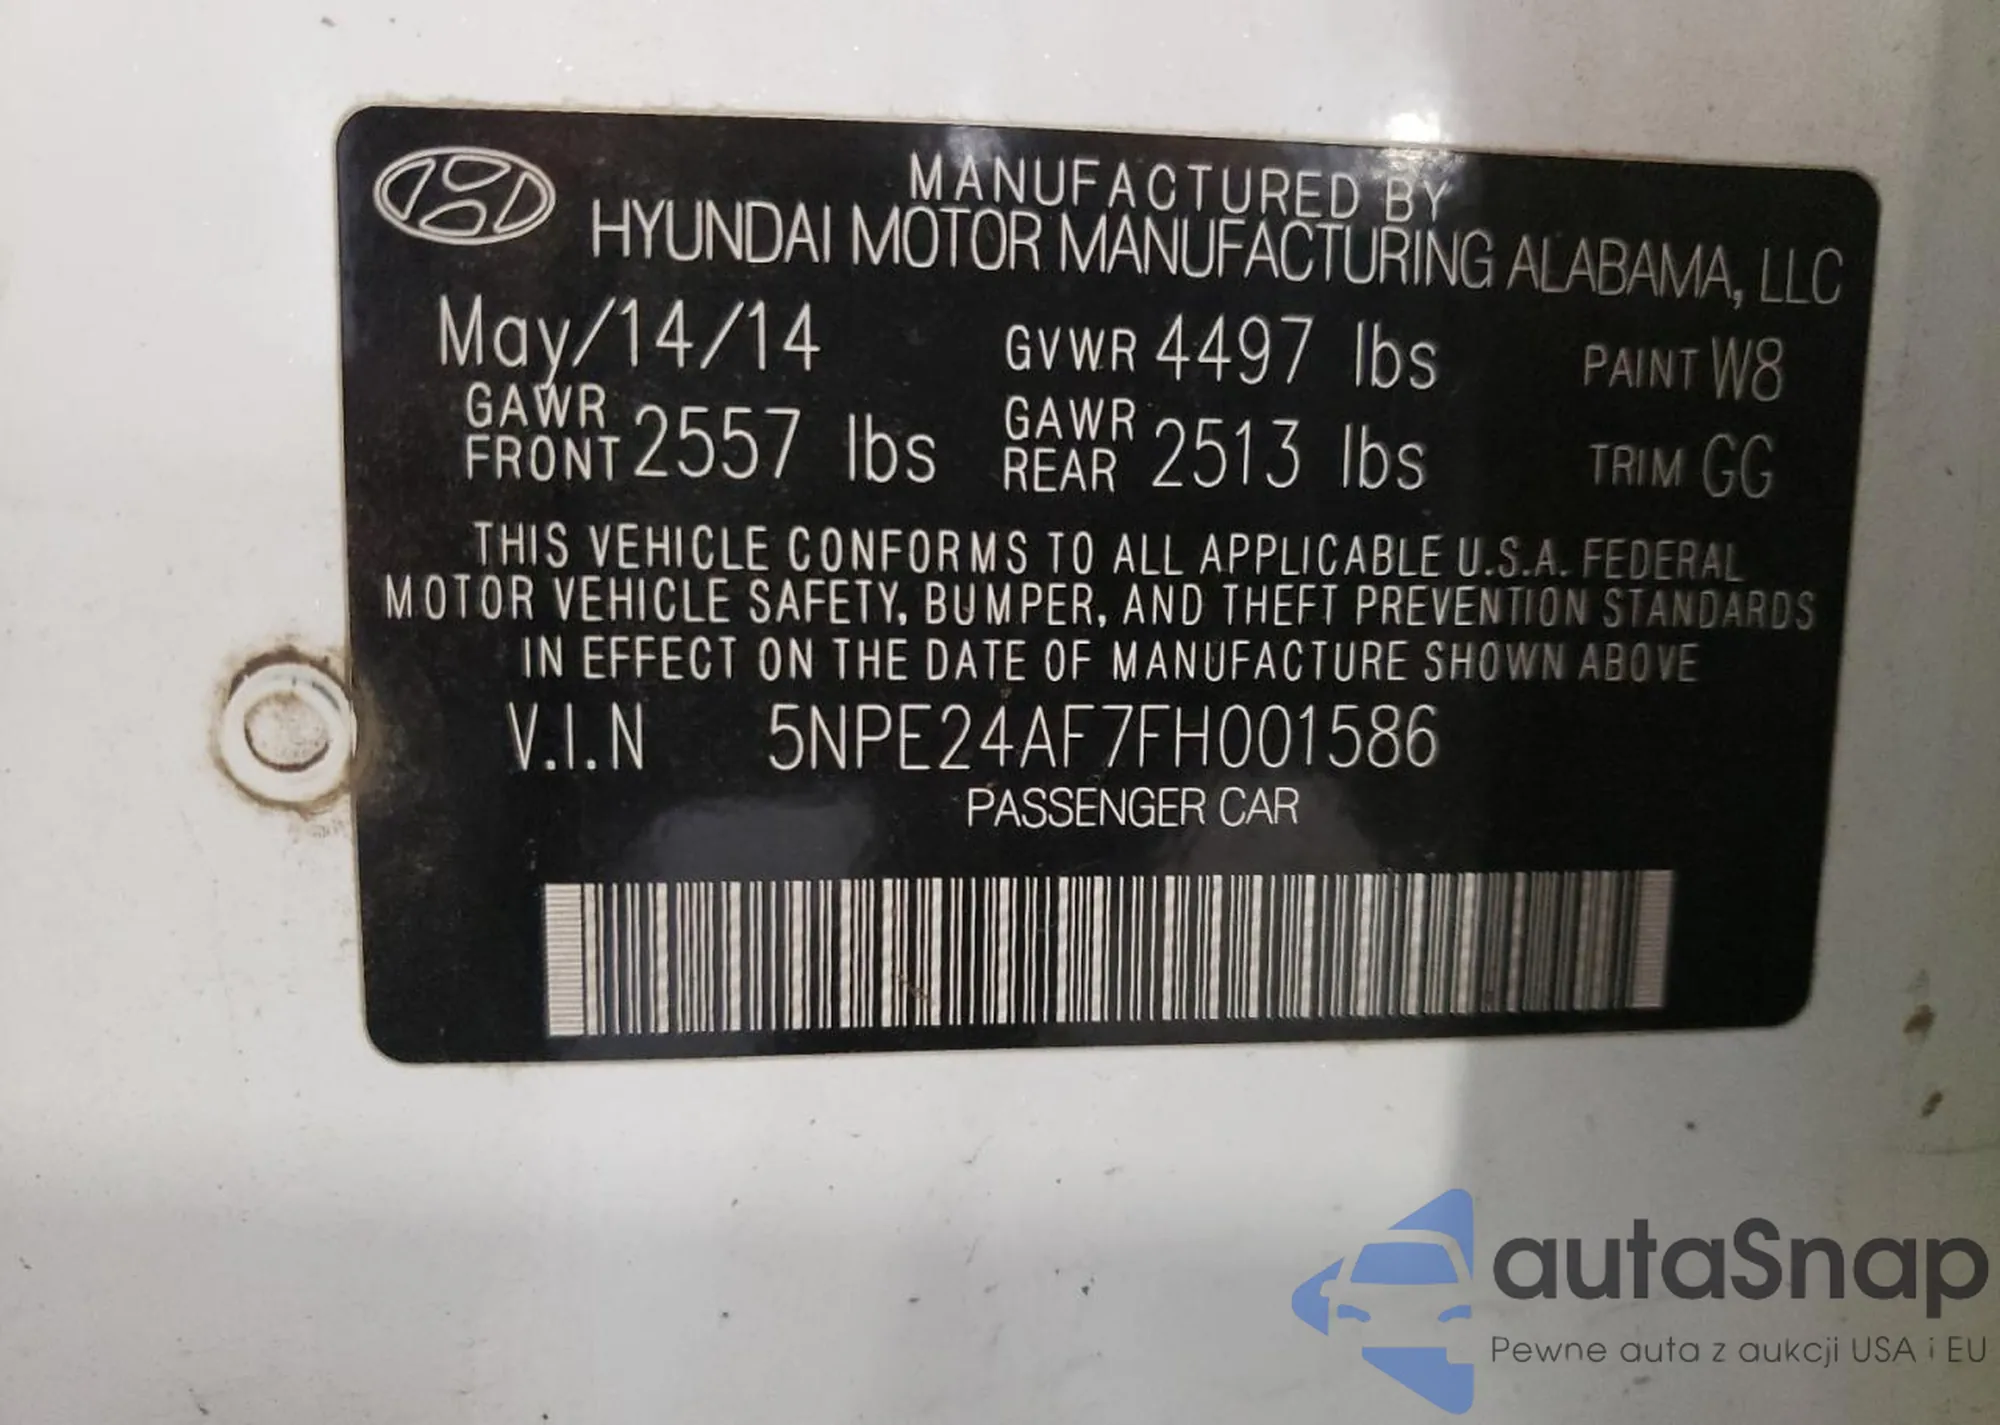 MANUFACTURED BY
HYUNDAI MOTOR MANUFACTURING ALABAMA, LLC
May/14/14 GVWR 4497 lbs PAINT W8
GAWR FRONT 2557 lbs GAWR REAR 2513 lbs TRIM GG
THIS VEHICLE CONFORMS TO ALL APPLICABLE U.S.A. FEDERAL
MOTOR VEHICLE SAFETY, BUMPER, AND THEFT PREVENTION STANDARDS
IN EFFECT ON THE DATE OF MANUFACTURE SHOWN ABOVE
V.I.N 5NPE24AF7FH001586
PASSENGER CAR
autaSnap
Pewne auta z aukcji USA i EU